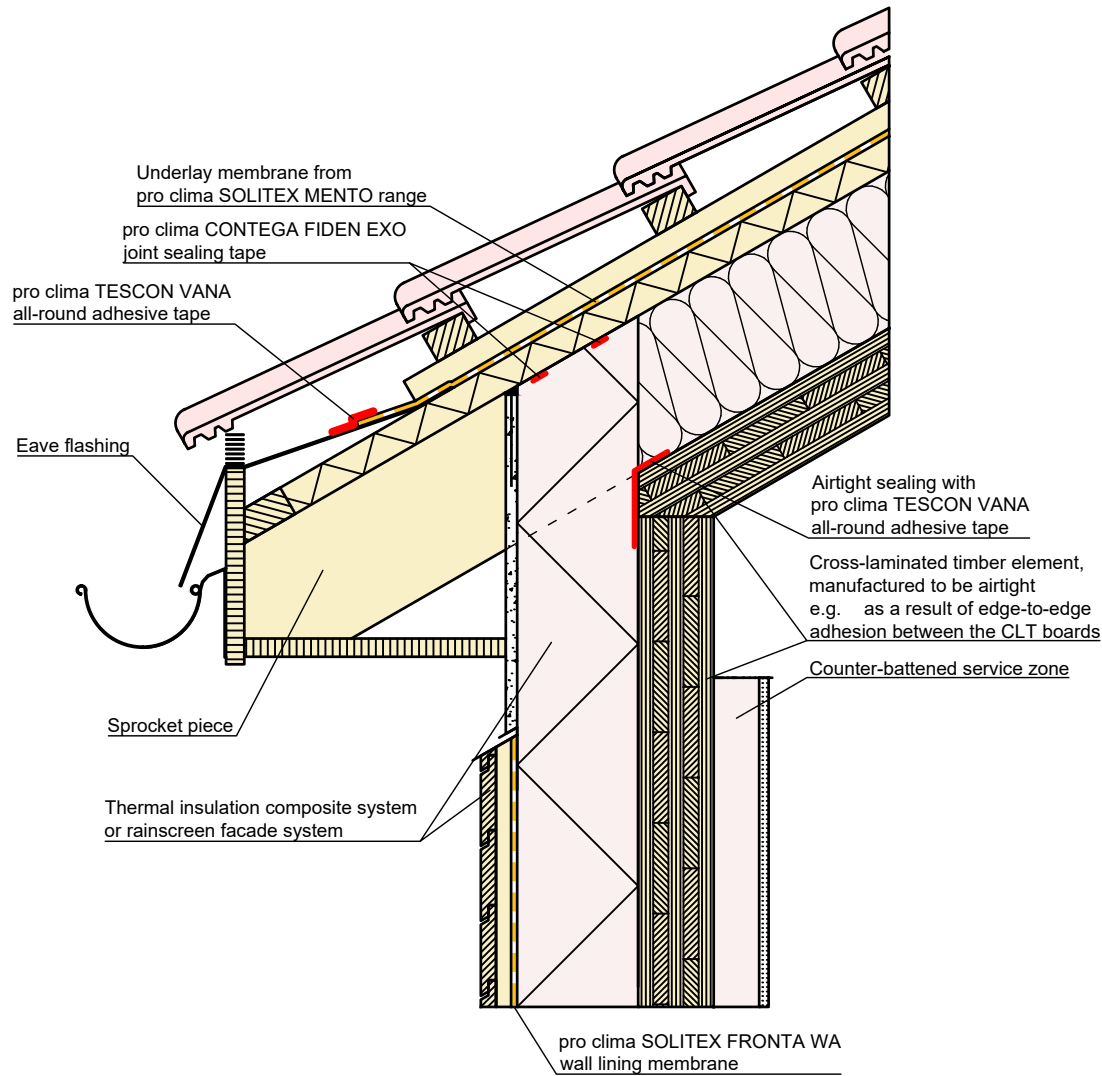 Underlay membrane from
pro clima SOLITEX MENTO range
pro clima CONTEGA FIDEN EXO
joint sealing tape
pro clima TESCON VANA
all-round adhesive tape
Eave flashing
Airtight sealing with
pro clima TESCON VANA
all-round adhesive tape
Cross-laminated timber element,
manufactured to be airtight
e.g. as a result of edge-to-edge
adhesion between the CLT boards
Counter-battened service zone
Sprocket piece
Thermal insulation composite system
or rainscreen facade system
pro clima SOLITEX FRONTA WA
wall lining membrane